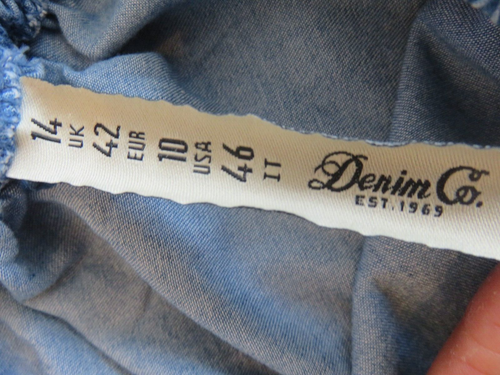 14 UK
42 EUR
10 USA
46 IT
Denim Co.
EST. 1969